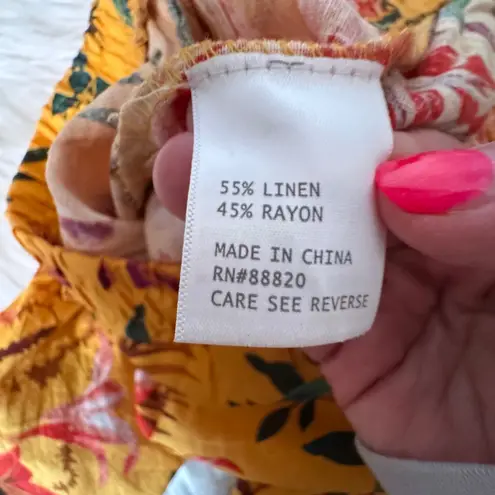 55% LINEN
45% RAYON
MADE IN CHINA
RN#88820
CARE SEE REVERSE